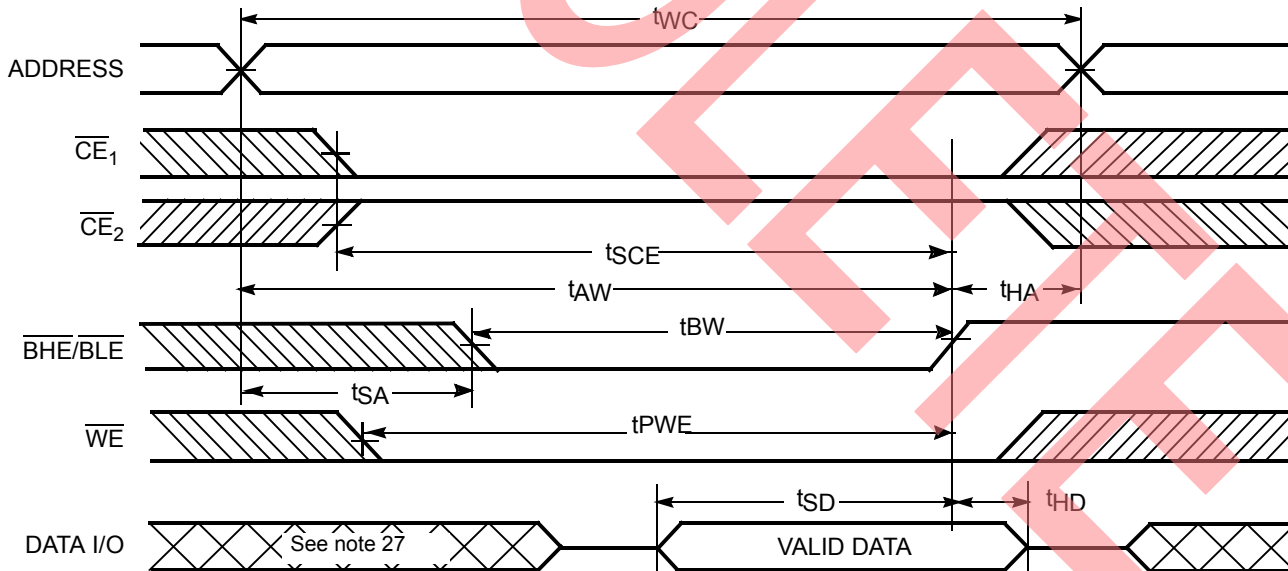 tWC
ADDRESS
CE1
CE2
tSCE
tAW
tHA
BHE/BLE
tBW
tSA
WE
tPWE
tSD
tHD
DATA I/O
See note 27
VALID DATA